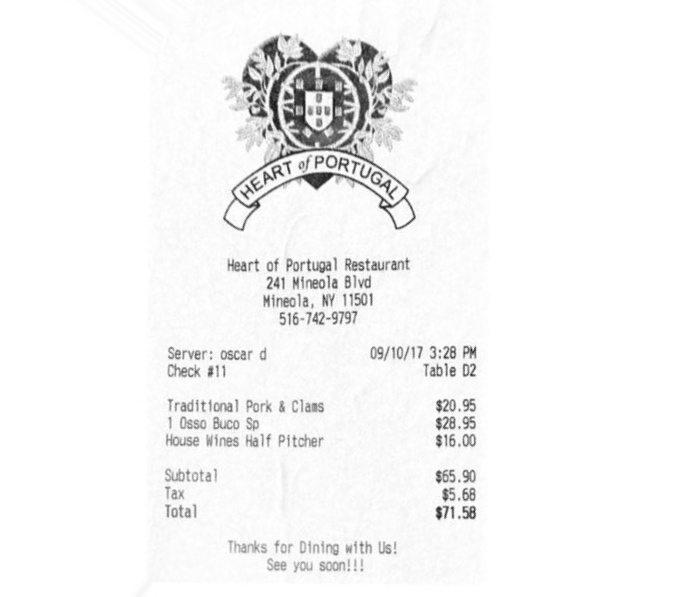 HEART of PORTUGAL
Heart of Portugal Restaurant
241 Mineola Blvd
Mineola, NY 11501
516-742-9797
Server: oscar d 09/10/17 3:28 PM
Check #11 Table D2
Traditional Pork & Clams $20.95
1 Osso Buco Sp $28.95
House Wines Half Pitcher $16.00
Subtotal $65.90
Tax $5.68
Total $71.58
Thanks for Dining with Us!
See you soon!!!